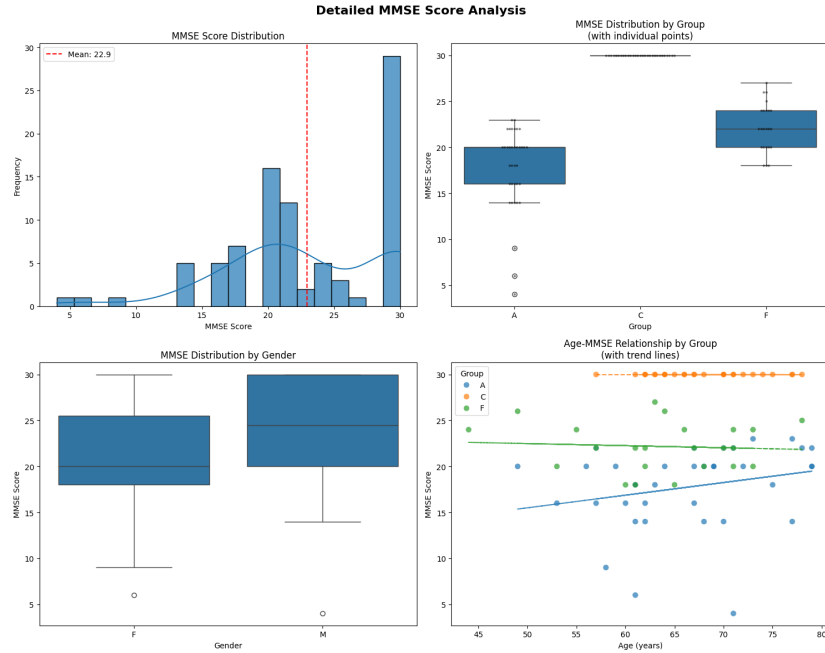 Detailed MMSE Score Analysis
MMSE Score Distribution
Mean: 22.9
30
25
20
15
10
5
0
Frequency
5
10
15
20
25
30
MMSE Score
MMSE Distribution by Group
(with individual points)
30
25
20
15
10
5
MMSE Score
A
C
F
Group
MMSE Distribution by Gender
30
25
20
15
10
5
MMSE Score
F
M
Gender
Age-MMSE Relationship by Group
(with trend lines)
Group
A
C
F
30
25
20
15
10
5
MMSE Score
45
50
55
60
65
70
75
80
Age (years)